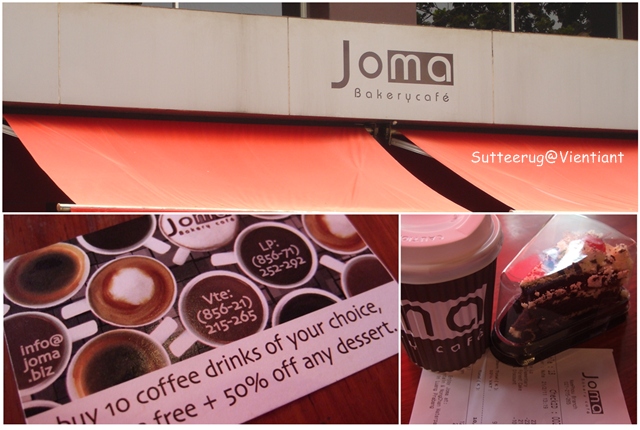 Joma
Bakerycafé
Sutteerug@Vientiant
Joma
Bakery café
LP:
(856-71)
252-292
Vte:
(856-21)
215-265
info@
joma
.biz
buy 10 coffee drinks of your choice,
free + 50% off any dessert.
ma
Joma